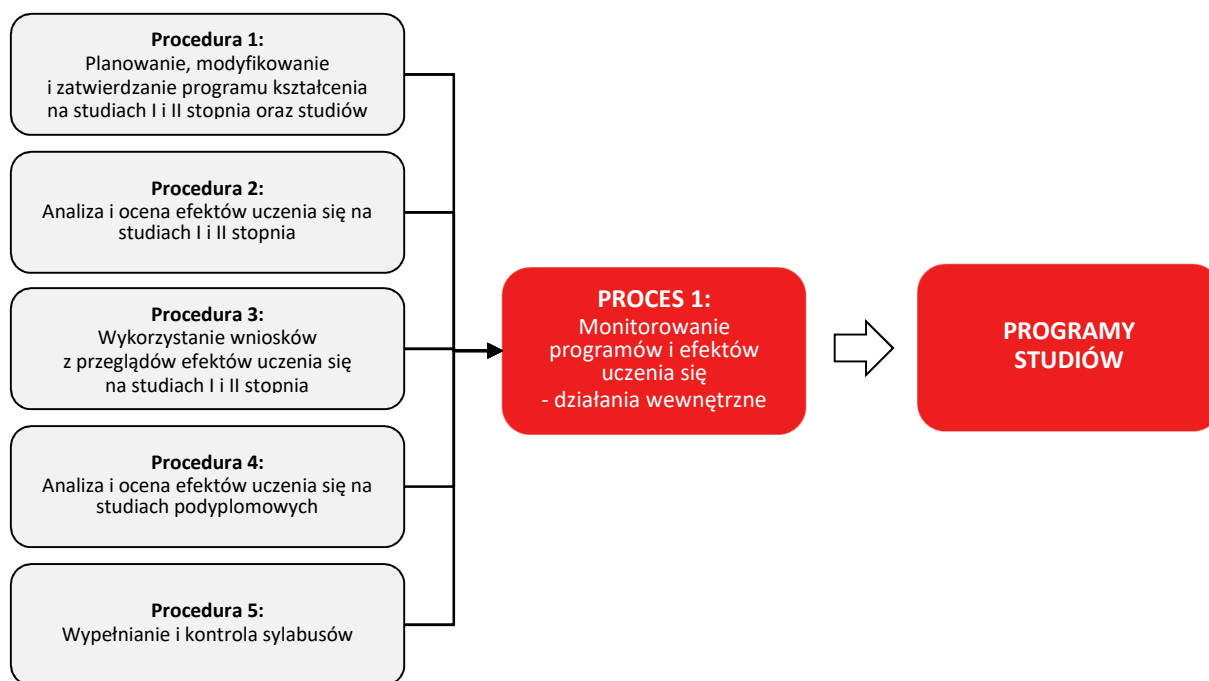 Procedura 1:
Planowanie, modyfikowanie
i zatwierdzanie programu kształcenia
na studiach I i II stopnia oraz studiów
Procedura 2:
Analiza i ocena efektów uczenia się na
studiach I i II stopnia
Procedura 3:
Wykorzystanie wniosków
z przeglądów efektów uczenia się
na studiach I i II stopnia
Procedura 4:
Analiza i ocena efektów uczenia się na
studiach podyplomowych
Procedura 5:
Wypełnianie i kontrola sylabusów
PROCES 1:
Monitorowanie
programów i efektów
uczenia się
- działania wewnętrzne
PROGRAMY
STUDIÓW